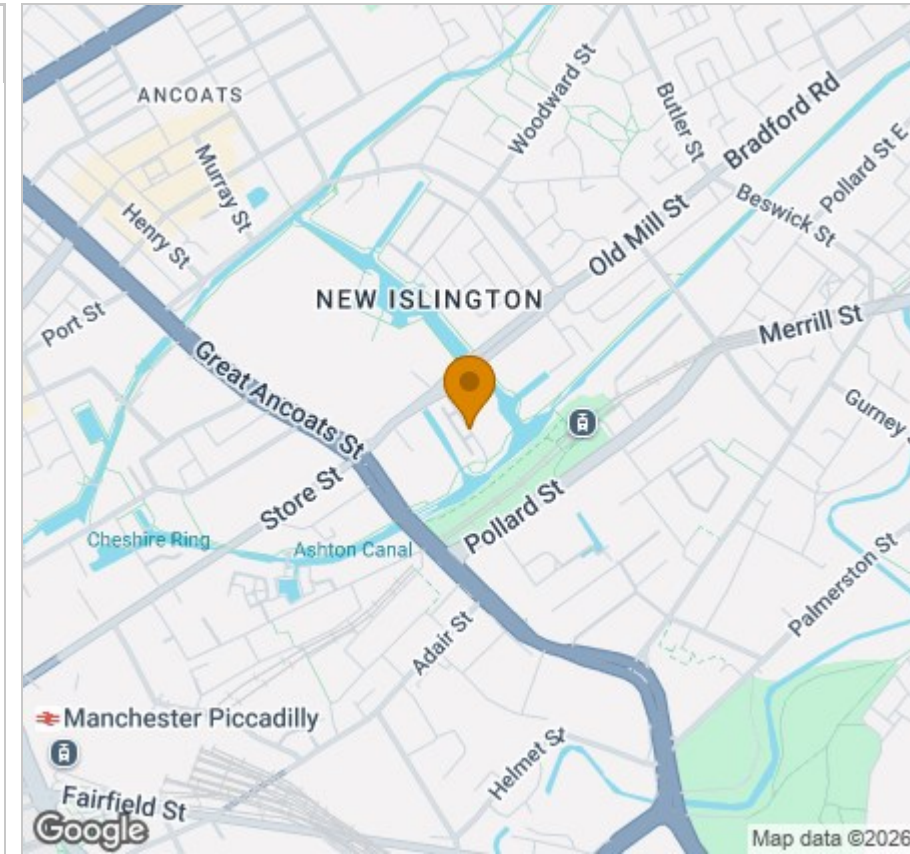 ANCOATS
Woodward St
Butler St
Bradford Rd
Pollard St E
Murray St
Henry St
Beswick St
Old Mill St
NEW ISLINGTON
Port St
Merrill St
Great Ancoats St
Gurney S
Store St
Pollard St
Cheshire Ring
Ashton Canal
Palmerston St
Adair St
Manchester Piccadilly
Helmet St
Fairfield St
Google
Map data ©2026